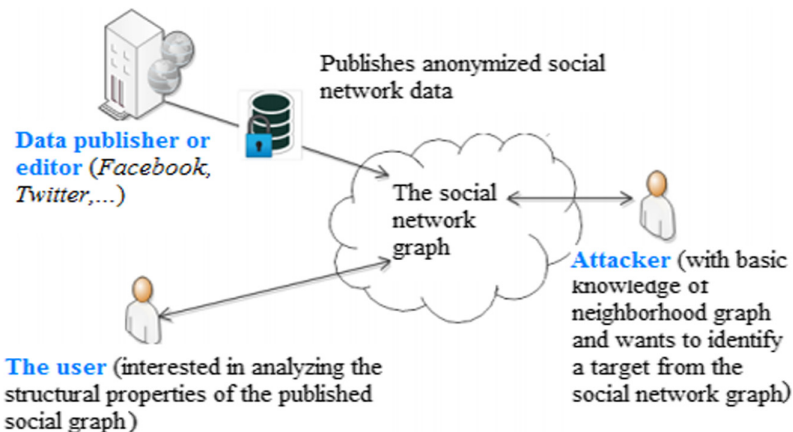 Publishes anonymized social
network data
Data publisher or
editor (Facebook,
Twitter,...)
The social
network
graph
Attacker (with basic
knowledge of
neighborhood graph
and wants to identify
a target from the
social network graph)
The user (interested in analyzing the
structural properties of the published
social graph)